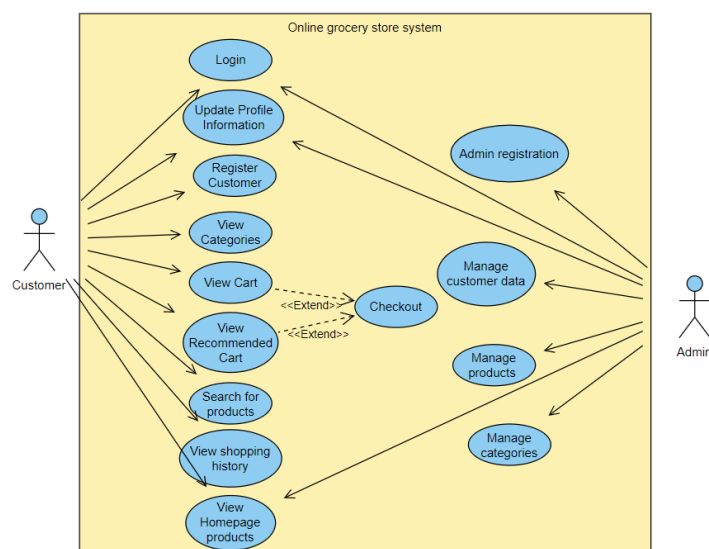 Online grocery store system
Login
Update Profile
Information
Register
Customer
View
Categories
View Cart
View
Recommended
Cart
Search for
products
View shopping
history
View
Homepage
products
<<Extend>>
<<Extend>>
Checkout
Admin registration
Manage
customer data
Manage
products
Manage
categories
Customer
Admin